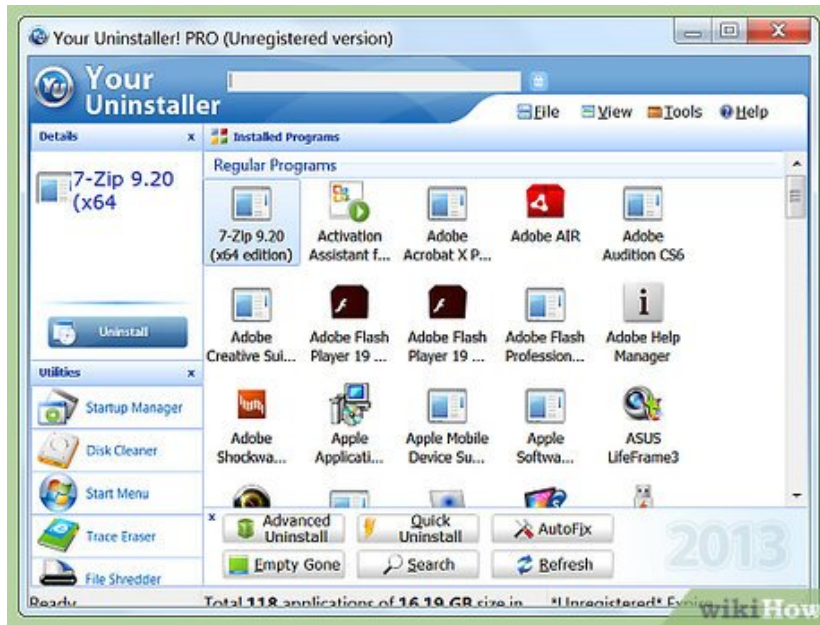 Your Uninstaller! PRO (Unregistered version)
Your
Uninstaller
File View Tools Help
Details x
Installed Programs
7-Zip 9.20
(x64
Uninstall
Utilities x
Startup Manager
Disk Cleaner
Start Menu
Trace Eraser
File Shredder
Regular Programs
7-Zip 9.20
(x64 edition)
Activation
Assistant f...
Adobe
Acrobat X P...
Adobe AIR
Adobe
Audition CS6
Adobe
Creative Sui...
Adobe Flash
Player 19 ...
Adobe Flash
Player 19 ...
Adobe Flash
Profession...
Adobe Help
Manager
Adobe
Shockwa...
Apple
Applicati...
Apple Mobile
Device Su...
Apple
Softwa...
ASUS
LifeFrame3
x
Advanced
Uninstall
Quick
Uninstall
AutoFix
Empty Gone
Search
Refresh
2013
Ready
Total 118 applications of 16.19 GB size in
*Unregistered*
wikiHow